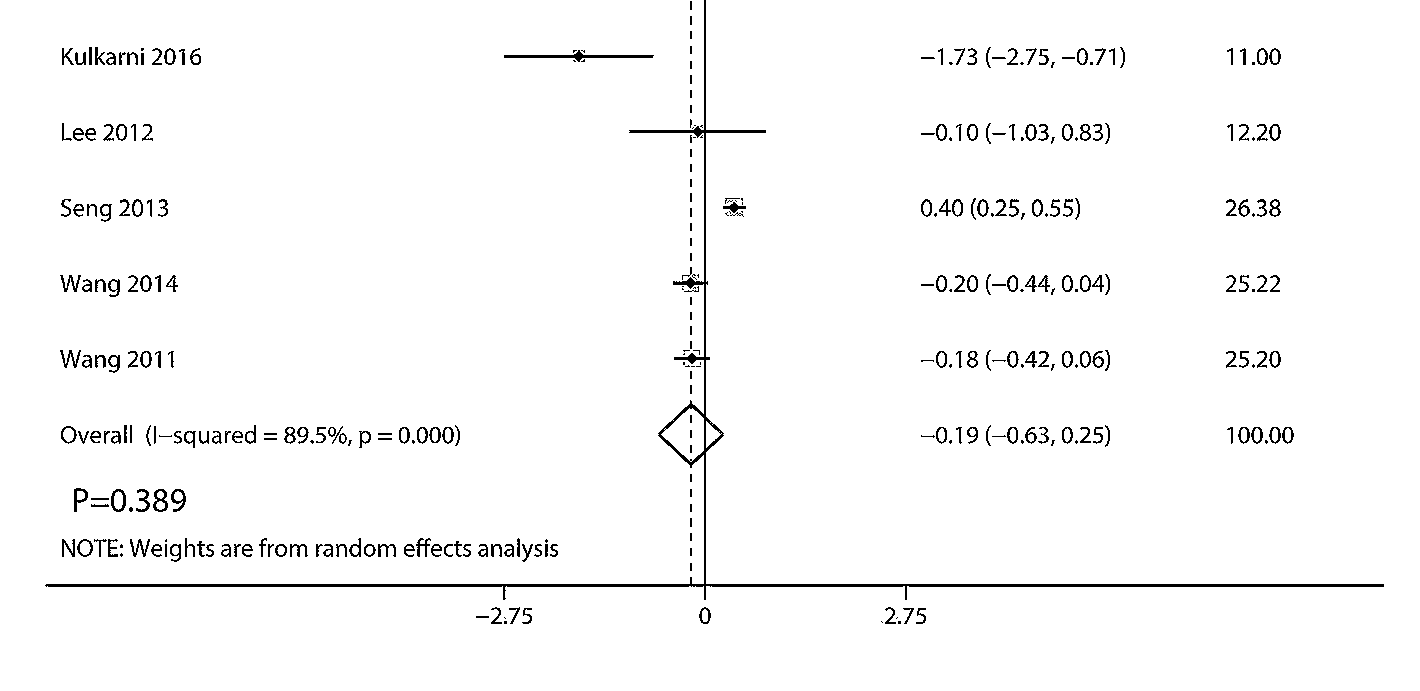 Kulkarni 2016 −1.73 (−2.75, −0.71) 11.00
Lee 2012 −0.10 (−1.03, 0.83) 12.20
Seng 2013 0.40 (0.25, 0.55) 26.38
Wang 2014 −0.20 (−0.44, 0.04) 25.22
Wang 2011 −0.18 (−0.42, 0.06) 25.20
Overall (I−squared = 89.5%, p = 0.000) −0.19 (−0.63, 0.25) 100.00
P=0.389
NOTE: Weights are from random effects analysis
−2.75 0 2.75